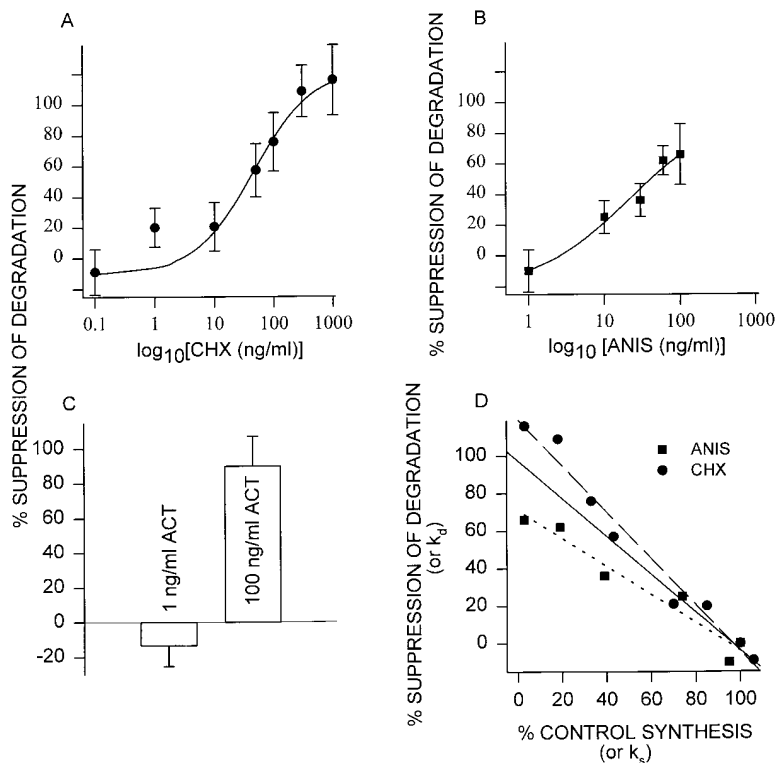 A
% SUPPRESSION OF DEGRADATION
100
80
60
40
20
0
0.1
1
10
100
1000
log10[CHX (ng/ml)]
B
% SUPPRESSION OF DEGRADATION
100
80
60
40
20
0
1
10
100
1000
log10 [ANIS (ng/ml)]
C
100
80
60
40
20
0
-20
1 ng/ml ACT
100 ng/ml ACT
D
% SUPPRESSION OF DEGRADATION
(or kd)
100
80
60
40
20
0
ANIS
CHX
0
20
40
60
80
100
% CONTROL SYNTHESIS
(or ks)